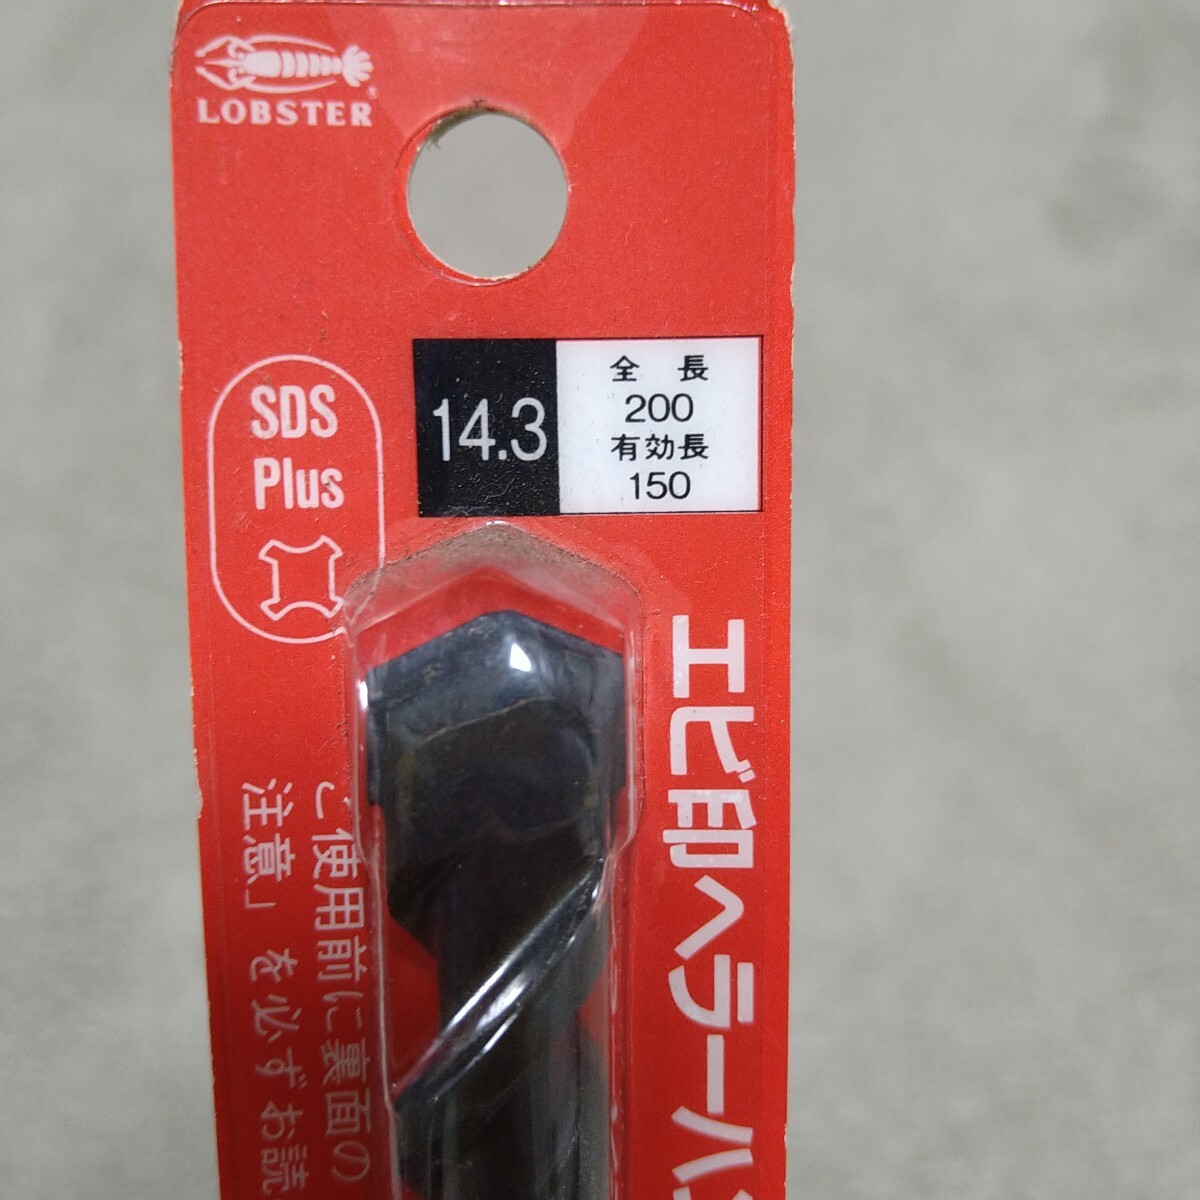 LOBSTER
®
SDS
Plus
14.3
全長
200
有効長
150
エビ印ヘラーハン
ご使用前に裏面の
注意」を必ずお読